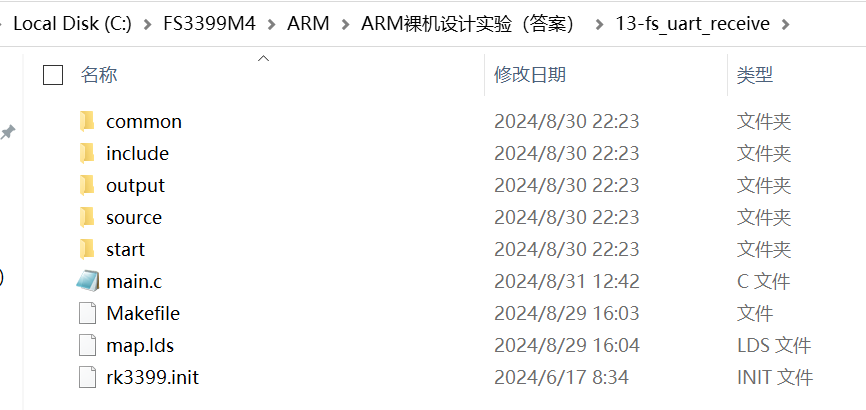 Local Disk (C:) > FS3399M4 > ARM > ARM裸机设计实验（答案） > 13-fs_uart_receive >
名称 修改日期 类型
common 2024/8/30 22:23 文件夹
include 2024/8/30 22:23 文件夹
output 2024/8/30 22:23 文件夹
source 2024/8/30 22:23 文件夹
start 2024/8/30 22:23 文件夹
) main.c 2024/8/31 12:42 C 文件
Makefile 2024/8/29 16:03 文件
map.lds 2024/8/29 16:04 LDS 文件
rk3399.init 2024/6/17 8:34 INIT 文件